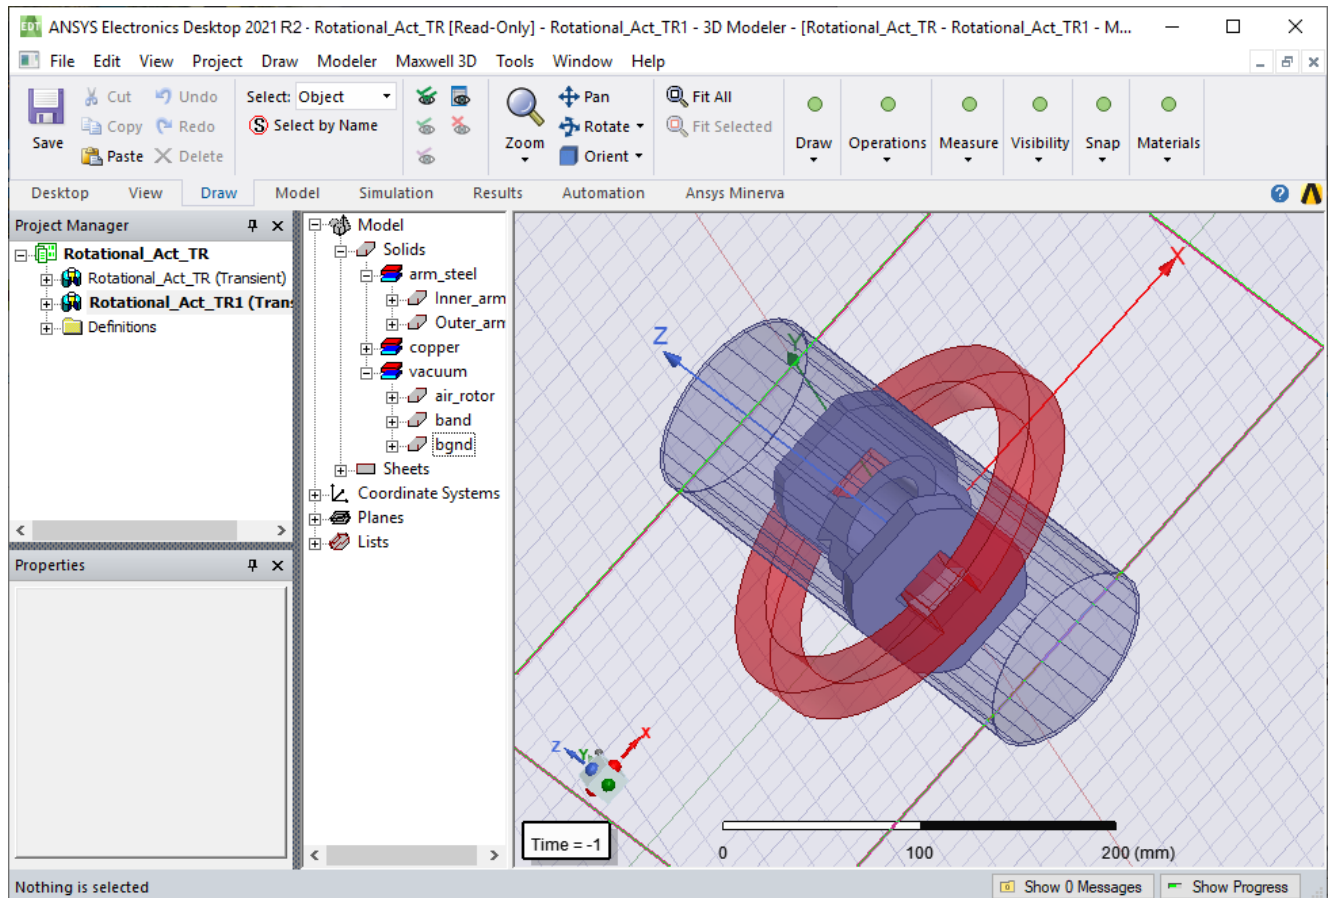 EDT ANSYS Electronics Desktop 2021 R2 - Rotational_Act_TR [Read-Only] - Rotational_Act_TR1 - 3D Modeler - [Rotational_Act_TR - Rotational_Act_TR1 - M...
File Edit View Project Draw Modeler Maxwell 3D Tools Window Help
Save
Cut Undo
Copy Redo
Paste Delete
Select: Object
Select by Name
Zoom
Pan
Rotate
Orient
Fit All
Fit Selected
Draw Operations Measure Visibility Snap Materials
Desktop View Draw Model Simulation Results Automation Ansys Minerva
Project Manager
Rotational_Act_TR
Rotational_Act_TR (Transient)
Rotational_Act_TR1 (Trans
Definitions
Properties
Model
Solids
arm_steel
Inner_arm
Outer_arm
copper
vacuum
air_rotor
band
bgnd
Sheets
Coordinate Systems
Planes
Lists
X
Z
Y
Z Y X
Time = -1
0 100 200 (mm)
Nothing is selected
Show 0 Messages Show Progress